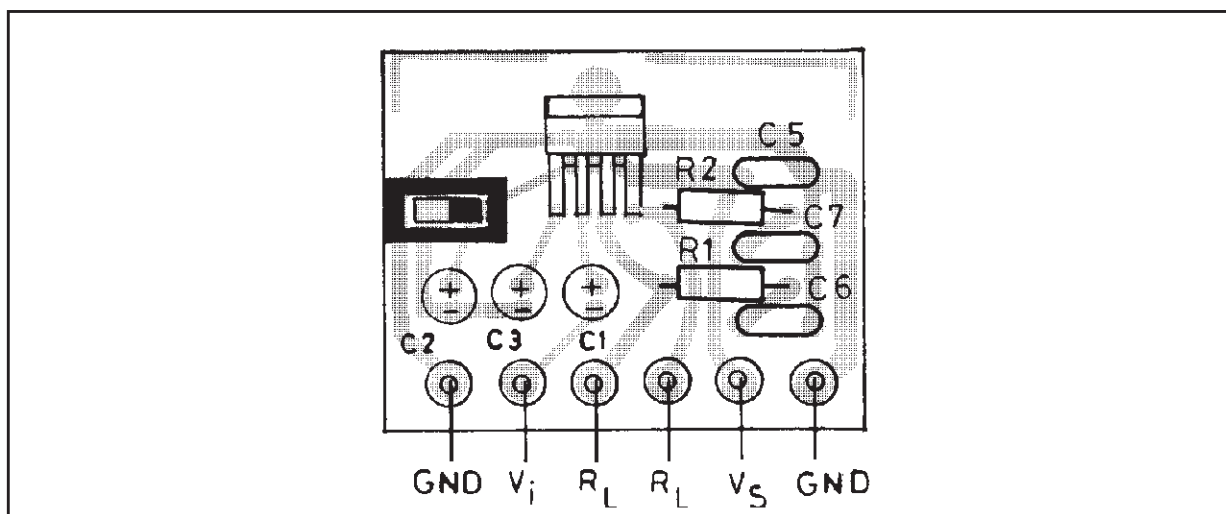 C5
R2
C7
R1
C6
+ + +
- - -
C2 C3 C1
GND Vi RL RL VS GND